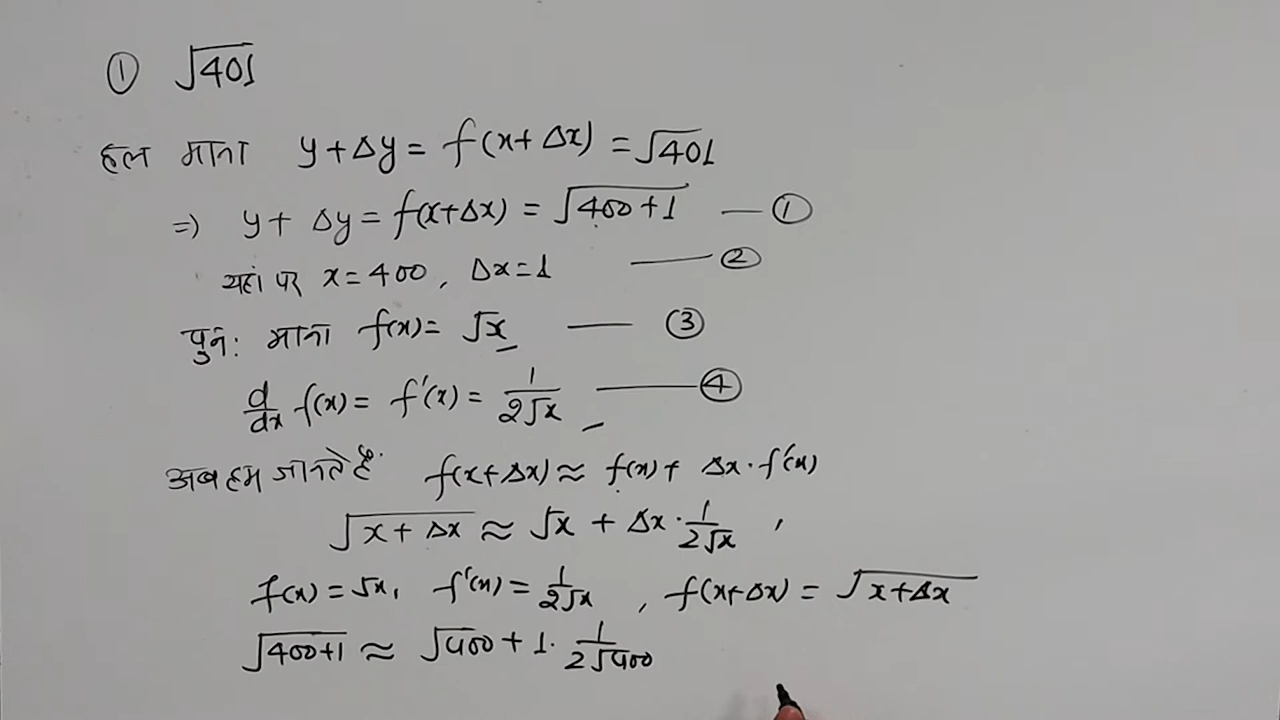 ① √401
हल माना y+Δy = f(x+Δx) = √401
=) y+Δy = f(x+Δx) = √400+1 — ①
यहां पर x=400, Δx=1 — ②
पुन: माना f(x)= √x — ③
d/dx f(x) = f'(x) = 1/2√x — ④
अब हम जानते हैं f(x+Δx) ≈ f(x)+ Δx·f'(x)
√x+Δx ≈ √x + Δx·1/2√x ,
f(x) = √x, f'(x) = 1/2√x , f(x+Δx) = √x+Δx
√400+1 ≈ √400 + 1·1/2√400